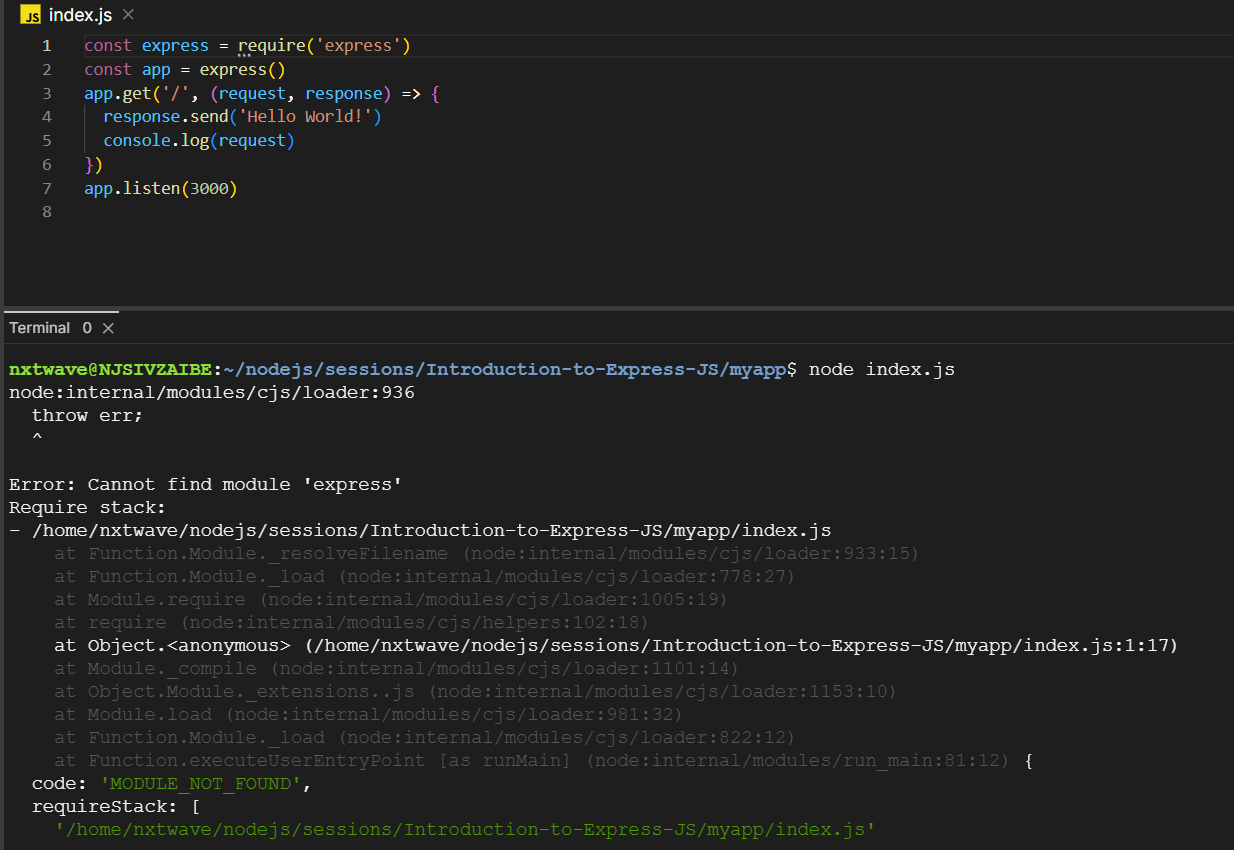 JS index.js ×
1 const express = require('express')
2 const app = express()
3 app.get('/', (request, response) => {
4 response.send('Hello World!')
5 console.log(request)
6 })
7 app.listen(3000)
8
Terminal 0 ×
nxtwave@NJSIVZAIBE:~/nodejs/sessions/Introduction-to-Express-JS/myapp$ node index.js
node:internal/modules/cjs/loader:936
  throw err;
  ^
Error: Cannot find module 'express'
Require stack:
- /home/nxtwave/nodejs/sessions/Introduction-to-Express-JS/myapp/index.js
    at Function.Module._resolveFilename (node:internal/modules/cjs/loader:933:15)
    at Function.Module._load (node:internal/modules/cjs/loader:778:27)
    at Module.require (node:internal/modules/cjs/loader:1005:19)
    at require (node:internal/modules/cjs/helpers:102:18)
    at Object.<anonymous> (/home/nxtwave/nodejs/sessions/Introduction-to-Express-JS/myapp/index.js:1:17)
    at Module._compile (node:internal/modules/cjs/loader:1101:14)
    at Object.Module._extensions..js (node:internal/modules/cjs/loader:1153:10)
    at Module.load (node:internal/modules/cjs/loader:981:32)
    at Function.Module._load (node:internal/modules/cjs/loader:822:12)
    at Function.executeUserEntryPoint [as runMain] (node:internal/modules/run_main:81:12) {
  code: 'MODULE_NOT_FOUND',
  requireStack: [
    '/home/nxtwave/nodejs/sessions/Introduction-to-Express-JS/myapp/index.js'